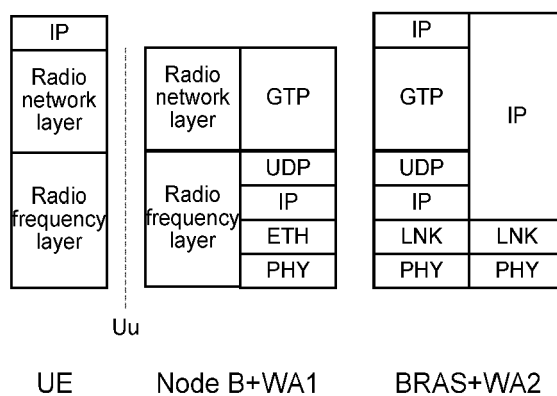 IP
Radio
network
layer
Radio
frequency
layer
Uu
UE
Radio
network
layer
GTP
Radio
frequency
layer
UDP
IP
ETH
PHY
Node B+WA1
IP
GTP
UDP
IP
LNK
PHY
IP
LNK
PHY
BRAS+WA2